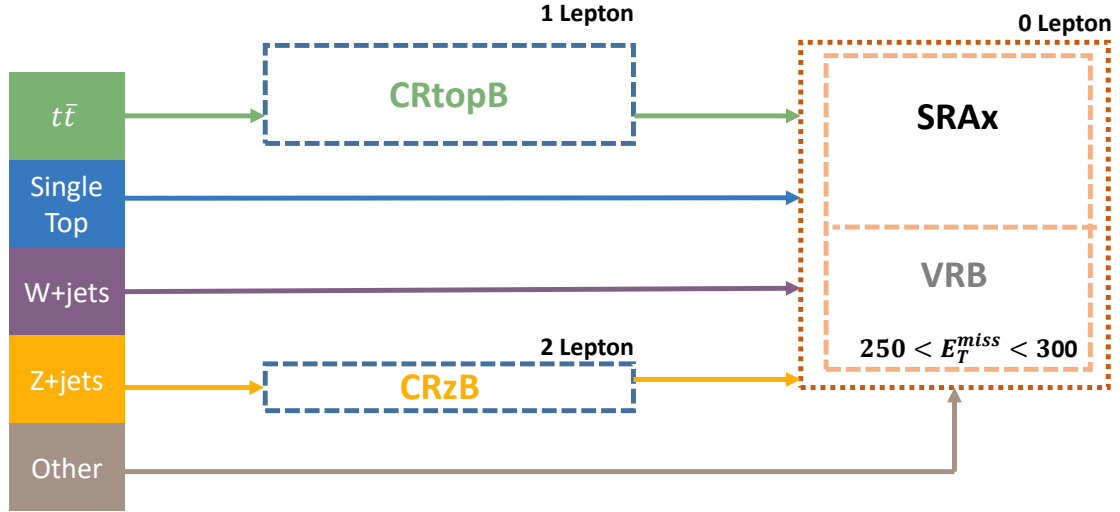 1 Lepton
0 Lepton
CRtopB
SRAx
tt̄
Single
Top
W+jets
VRB
2 Lepton
250 < E_T^miss < 300
Z+jets
CRzB
Other